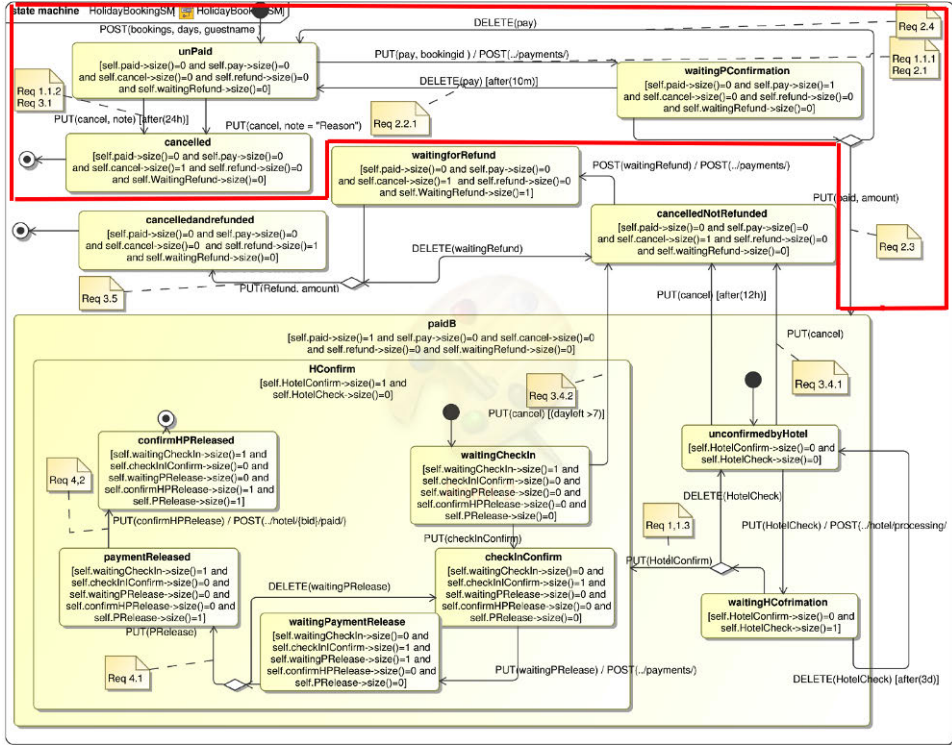 state machine HolidayBookingSM HolidayBookingSM]
POST(bookings, days, guestname
DELETE(pay)
Req 2.4
unPaid
[self.paid->size()=0 and self.pay->size()=0
and self.cancel->size()=0 and self.refund->size()=0
and self.waitingRefund->size()=0]
PUT(pay, bookingid ) / POST(../payments/)
DELETE(pay) [after(10m)]
Req 1.1.1
Req 2.1
waitingPConfirmation
[self.paid->size()=0 and self.pay->size()=1
and self.cancel->size()=0 and self.refund->size()=0
and self.waitingRefund->size()=0]
Req 1.1.2
Req 3.1
PUT(cancel, note) [after(24h)]
PUT(cancel, note = "Reason")
Req 2.2.1
cancelled
[self.paid->size()=0 and self.pay->size()=0
and self.cancel->size()=1 and self.refund->size()=0
and self.WaitingRefund->size()=0]
waitingforRefund
[self.paid->size()=0 and self.pay->size()=0
and self.cancel->size()=1 and self.refund->size()=0
and self.WaitingRefund->size()=1]
POST(waitingRefund) / POST(../payments/)
PUT(paid, amount)
cancelledandrefunded
[self.paid->size()=0 and self.pay->size()=0
and self.cancel->size()=0 and self.refund->size()=1
and self.waitingRefund->size()=0]
cancelledNotRefunded
[self.paid->size()=0 and self.pay->size()=0
and self.cancel->size()=1 and self.refund->size()=0
and self.waitingRefund->size()=0]
Req 2.3
DELETE(waitingRefund)
Req 3.5
PUT(Refund, amount)
PUT(cancel) [after(12h)]
paidB
[self.paid->size()=1 and self.pay->size()=0 and self.cancel->size()=0
and self.refund->size()=0 and self.waitingRefund->size()=0]
PUT(cancel)
HConfirm
[self.HotelConfirm->size()=1 and
self.HotelCheck->size()=0]
Req 3.4.2
Req 3.4.1
PUT(cancel) [(dayleft >7)]
confirmHPReleased
[self.waitingCheckIn->size()=1 and
self.checkInIConfirm->size()=0 and
self.waitingPRelease->size()=0 and
self.confirmHPRelease->size()=1 and
self.PRelease->size()=1]
waitingCheckIn
[self.waitingCheckIn->size()=1 and
self.checkInConfirm->size()=0 and
self.waitingPRelease->size()=0 and
self.confirmHPRelease->size()=0 and
self.PRelease->size()=0]
unconfirmedbyHotel
[self.HotelConfirm->size()=0 and
self.HotelCheck->size()=0]
Req 4,2
DELETE(HotelCheck)
PUT(confirmHPRelease) / POST(../hotel/{bid}/paid/)
Req 1,1.3
PUT(HotelCheck) / POST(../hotel/processing/
PUT(checkInConfirm)
PUT(HotelConfirm)
paymentReleased
[self.waitingCheckIn->size()=1 and
self.checkInIConfirm->size()=0 and
self.waitingPRelease->size()=0 and
self.confirmHPRelease->size()=0 and
self.PRelease->size()=1]
DELETE(waitingPRelease)
checkInConfirm
[self.waitingCheckIn->size()=0 and
self.checkInConfirm->size()=1 and
self.waitingPRelease->size()=0 and
self.confirmHPRelease->size()=0 and
self.PRelease->size()=0]
waitingHCofrimation
[self.HotelConfirm->size()=0 and
self.HotelCheck->size()=1]
PUT(PRelease)
waitingPaymentRelease
[self.waitingCheckIn->size()=0 and
self.checkInIConfirm->size()=1 and
self.waitingPRelease->size()=1 and
self.confirmHPRelease->size()=0 and
self.PRelease->size()=0]
Req 4.1
PUT(waitingPRelease) / POST(../payments/)
DELETE(HotelCheck) [after(3d)]